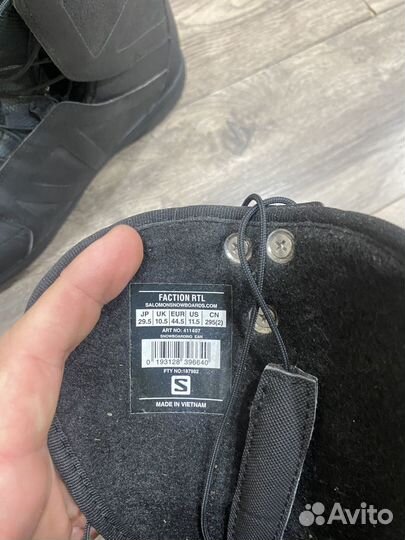 FACTION RTL
SALOMONSNOWBOARDS.COM
JP UK EUR US CN
29.5 10.5 44.5 11.5 295(2)
ART NO: 411407
SNOWBOARDING EAN
0 193128 396640
FTY NO:187982
S
MADE IN VIETNAM
Avito